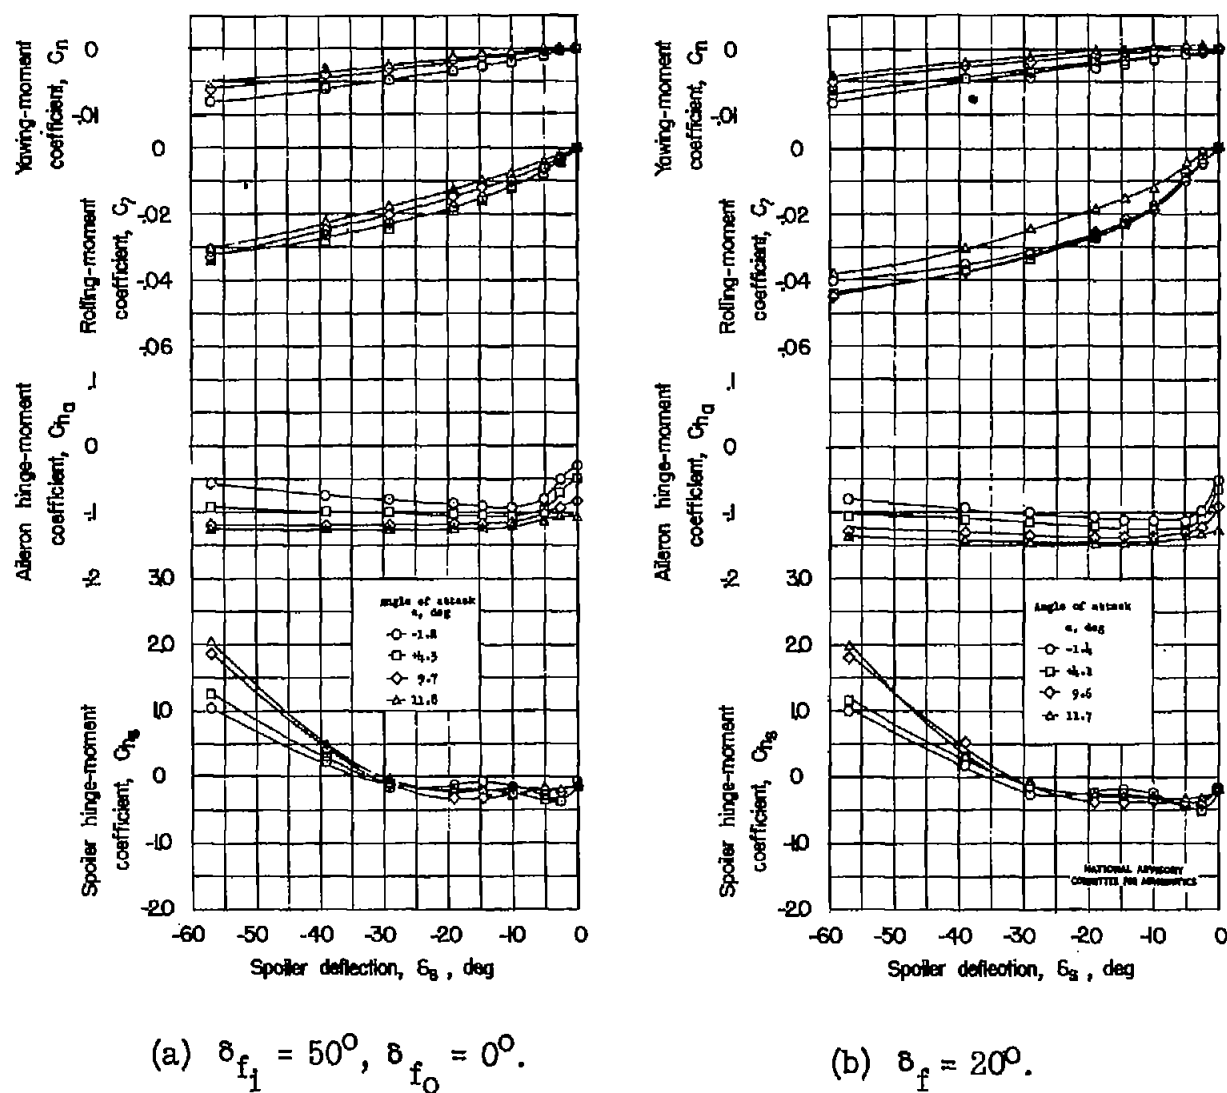 Yawing-moment coefficient, Cn
0
-.01
Rolling-moment coefficient, Cl
0
-.02
-.04
-.06
Aileron hinge-moment coefficient, Cha
.1
0
-.1
-.2
Spoiler hinge-moment coefficient, Chs
3.0
2.0
1.0
0
-1.0
-2.0
-60 -50 -40 -30 -20 -10 0
Spoiler deflection, δs, deg
Angle of attack
α, deg
9.7
(a) δfi = 50°, δfo = 0°.
Yawing-moment coefficient, Cn
0
-.01
Rolling-moment coefficient, Cl
0
-.02
-.04
-.06
Aileron hinge-moment coefficient, Cha
.1
0
-.1
-.2
Spoiler hinge-moment coefficient, Chs
3.0
2.0
1.0
0
-1.0
-2.0
-60 -50 -40 -30 -20 -10 0
Spoiler deflection, δs, deg
Angle of attack
α, deg
-1.4
9.6
11.7
NATIONAL ADVISORY
COMMITTEE FOR AERONAUTICS
(b) δf = 20°.